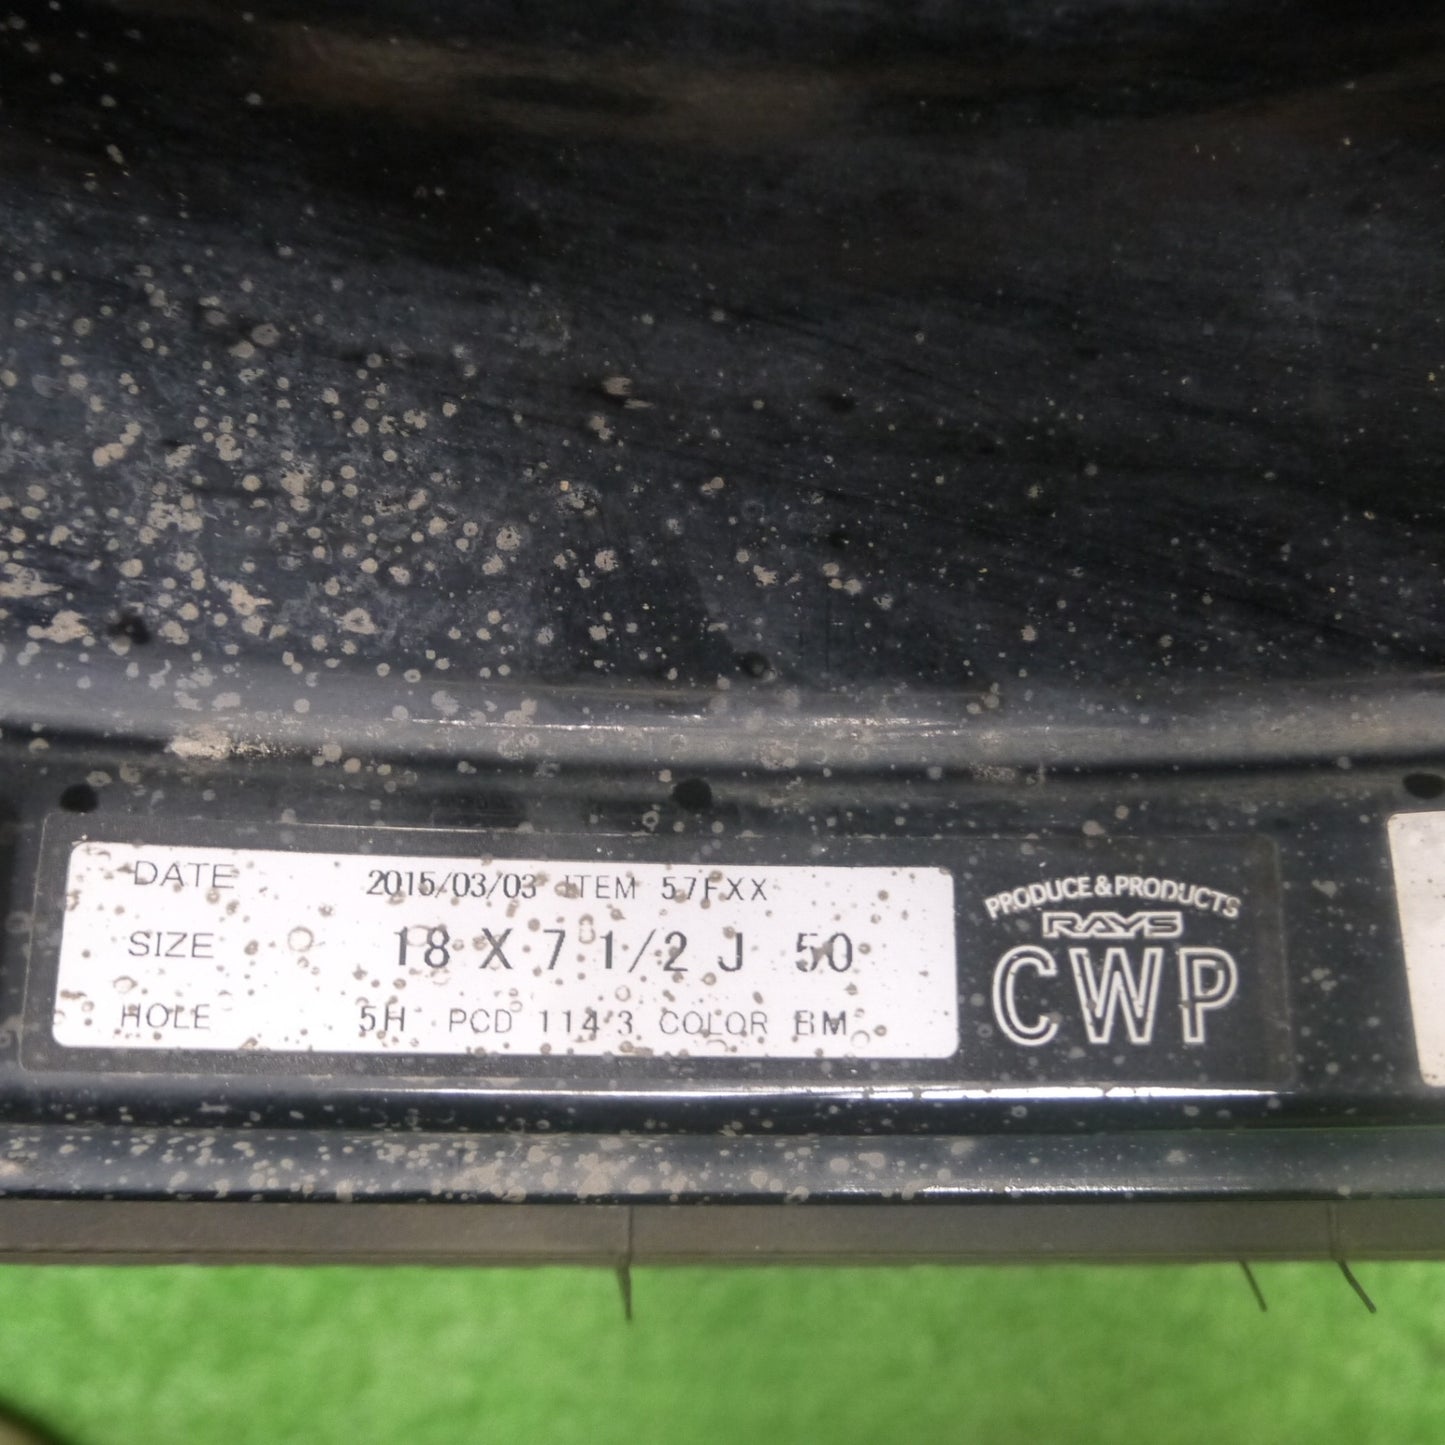 DATE 2015/03/03 ITEM 57FXX
SIZE 18 X 7 1/2 J 50
HOLE 5H PCD 114.3 COLOR BM
PRODUCE & PRODUCTS
RAYS
CWP